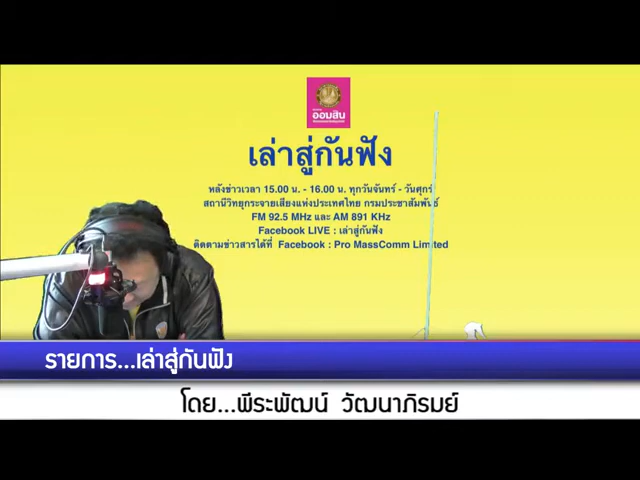 ออมสิน
เล่าสู่กันฟัง
หลังข่าวเวลา 15.00 น. - 16.00 น. ทุกวันจันทร์ - วันศุกร์
สถานีวิทยุกระจายเสียงแห่งประเทศไทย กรมประชาสัมพันธ์
FM 92.5 MHz และ AM 891 KHz
Facebook LIVE : เล่าสู่กันฟัง
ติดตามข่าวสารได้ที่ Facebook : Pro MassComm Limited
รายการ...เล่าสู่กันฟัง
โดย...พีระพัฒน์ วัฒนาภิรมย์